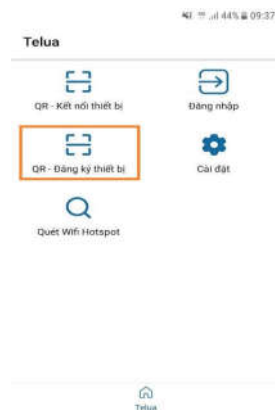 44% 09:37
Telua
QR - Kết nối thiết bị
Đăng nhập
QR - Đăng ký thiết bị
Cài đặt
Quét Wifi Hotspot
Telua